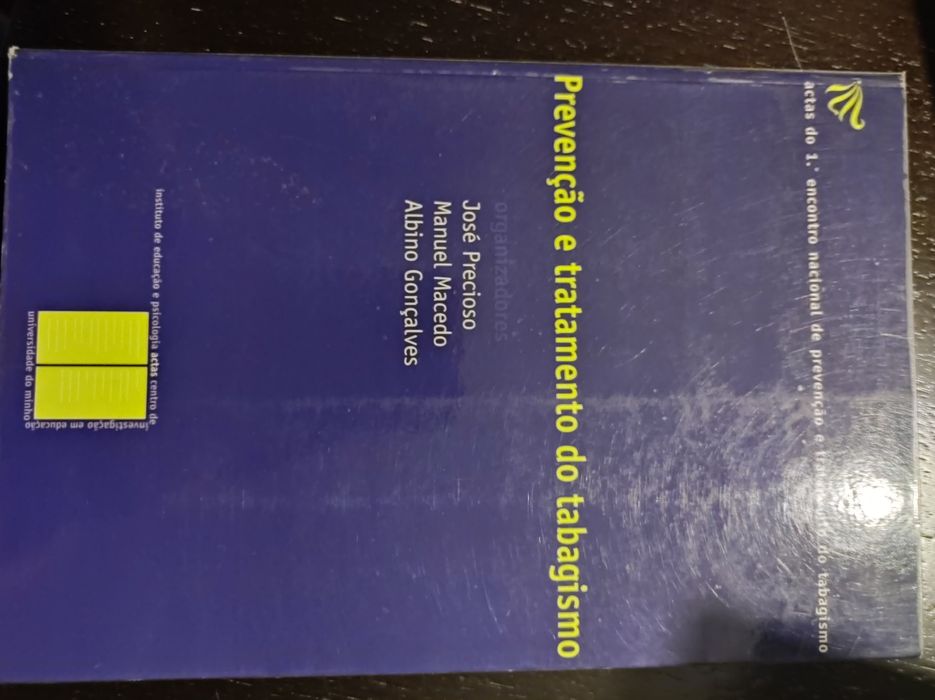 actas do 1.º encontro nacional de prevenção e tratamento do tabagismo
Prevenção e tratamento do tabagismo
organizadores
José Precioso
Manuel Macedo
Albino Gonçalves
instituto de educação e psicologia actas centro de
investigação em educação
universidade do minho